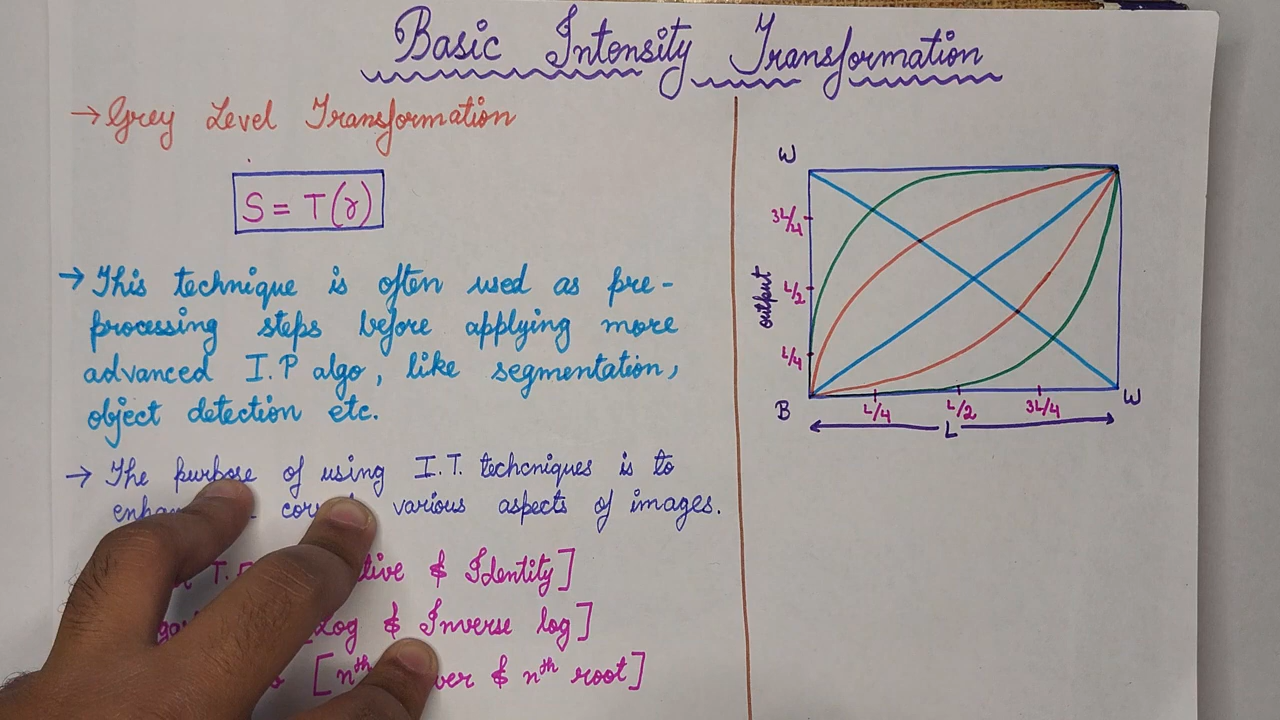 Basic Intensity Transformation
→ Grey Level Transformation
S = T(r)
→ This technique is often used as pre-
processing steps before applying more
advanced I.P algo, like segmentation,
object detection etc.
→ The purpose of using I.T. techcniques is to
various aspects of images.
T. & Identity]
[Log & Inverse log]
[nth & nth root]
W
3L/4
L/2
output
L/4
B L/4 L/2 3L/4 W
L